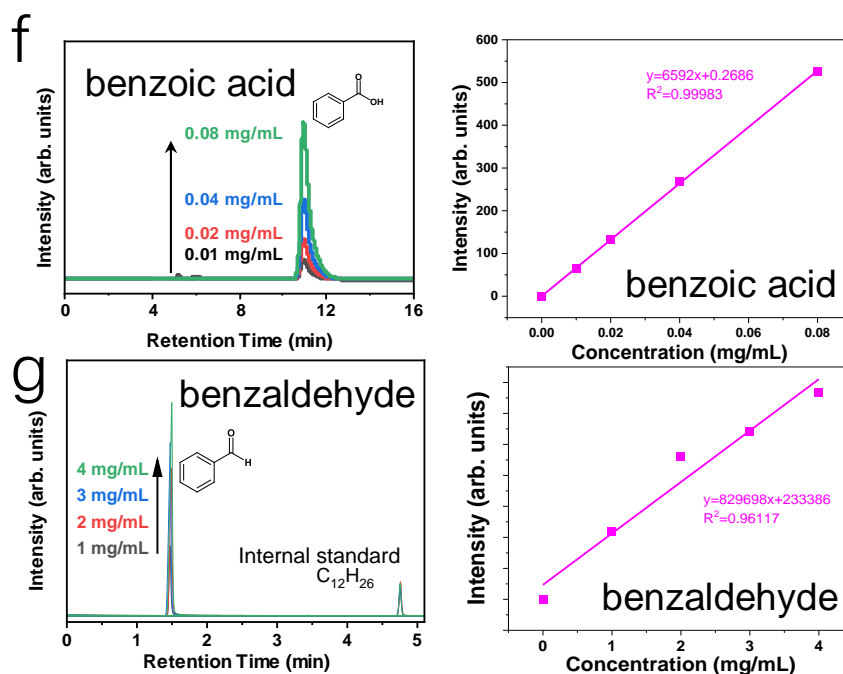 f
benzoic acid
O
OH
0.08 mg/mL
0.04 mg/mL
0.02 mg/mL
0.01 mg/mL
Intensity (arb. units)
0 4 8 12 16
Retention Time (min)
600
500
400
300
200
100
0
Intensity (arb. units)
y=6592x+0.2686
R²=0.99983
benzoic acid
0.00 0.02 0.04 0.06 0.08
Concentration (mg/mL)
g
benzaldehyde
O
H
4 mg/mL
3 mg/mL
2 mg/mL
1 mg/mL
Internal standard
C₁₂H₂₆
Intensity (arb. units)
0 1 2 3 4 5
Retention Time (min)
Intensity (arb. units)
y=829698x+233386
R²=0.96117
benzaldehyde
0 1 2 3 4
Concentration (mg/mL)